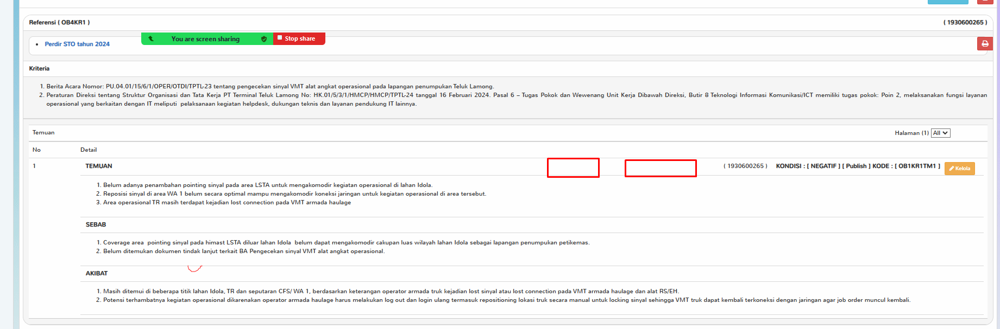 Referensi ( OB4KR1 ) ( 1930600265 )
You are screen sharing Stop share
• Perdir STO tahun 2024
Kriteria
1. Berita Acara Nomor: PU.04.01/15/6/1/OPER/OTDI/TPTL-23 tentang pengecekan sinyal VMT alat angkat operasional pada lapangan penumpukan Teluk Lamong.
2. Peraturan Direksi tentang Struktur Organisasi dan Tata Kerja PT Terminal Teluk Lamong No: HK.01/5/3/1/HMCP/HMCP/TPTL-24 tanggal 16 Februari 2024. Pasal 6 – Tugas Pokok dan Wewenang Unit Kerja Dibawah Direksi, Butir 8 Teknologi Informasi Komunikasi/ICT memiliki tugas pokok: Poin 2, melaksanakan fungsi layanan
operasional yang berkaitan dengan IT meliputi pelaksanaan kegiatan helpdesk, dukungan teknis dan layanan pendukung IT lainnya.
Temuan Halaman (1) All
No Detail
1 TEMUAN ( 1930600265 ) KONDISI : [ NEGATIF ] [ Publish ] KODE : [ OB1KR1TM1 ] Kelola
1. Belum adanya penambahan pointing sinyal pada area LSTA untuk mengakomodir kegiatan operasional di lahan Idola.
2. Reposisi sinyal di area WA 1 belum secara optimal mampu mengakomodir koneksi jaringan untuk kegiatan operasional di area tersebut.
3. Area operasional TR masih terdapat kejadian lost connection pada VMT armada haulage
SEBAB
1. Coverage area pointing sinyal pada himast LSTA diluar lahan Idola belum dapat mengakomodir cakupan luas wilayah lahan Idola sebagai lapangan penumpukan petikemas.
2. Belum ditemukan dokumen tindak lanjut terkait BA Pengecekan sinyal VMT alat angkat operasional.
AKIBAT
1. Masih ditemui di beberapa titik lahan Idola, TR dan seputaran CFS/ WA 1, berdasarkan keterangan operator armada truk kejadian lost sinyal atau lost connection pada VMT armada haulage dan alat RS/EH.
2. Potensi terhambatnya kegiatan operasional dikarenakan operator armada haulage harus melakukan log out dan login ulang termasuk repositioning lokasi truk secara manual untuk locking sinyal sehingga VMT truk dapat kembali terkoneksi dengan jaringan agar job order muncul kembali.